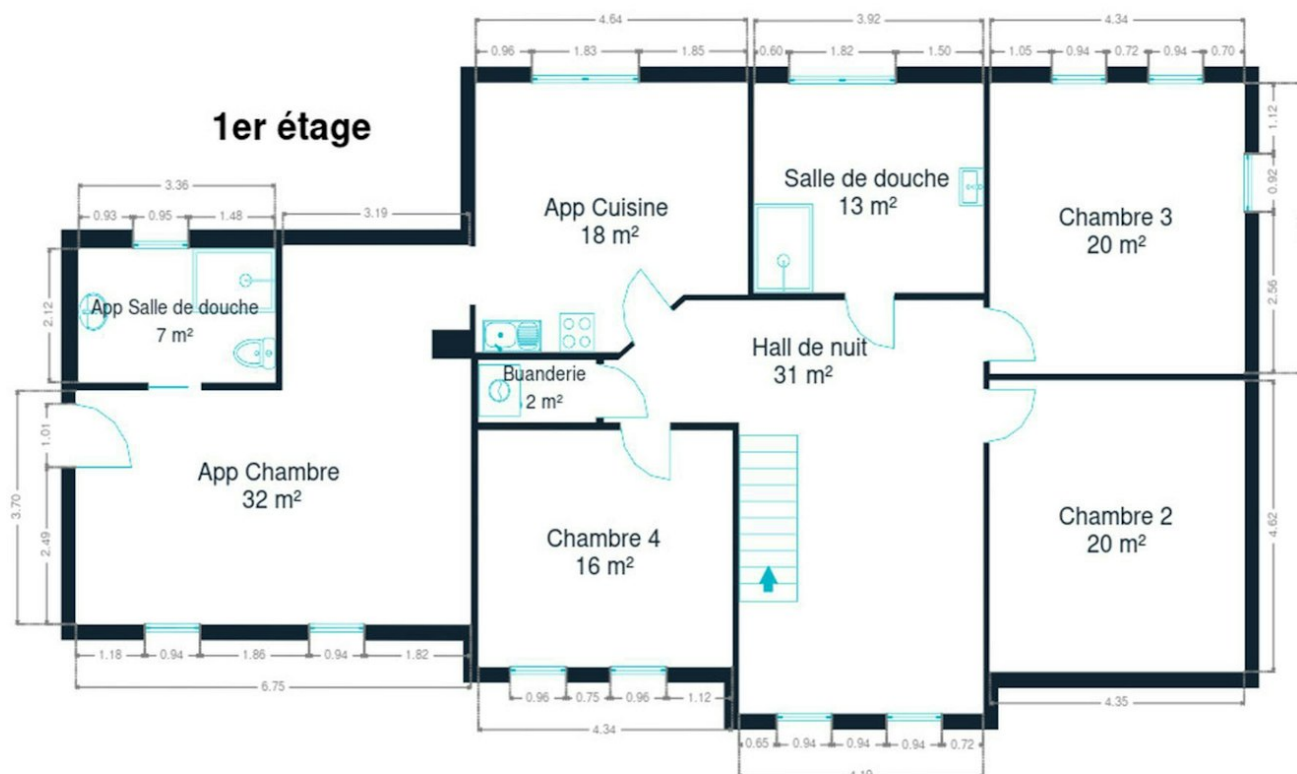 4.64
3.92
4.34
0.96
1.83
1.85
0.60
1.82
1.50
1.05
0.94
0.72
0.94
0.70
1er étage
1.12
0.92
2.56
3.36
0.93
0.95
1.48
3.19
App Cuisine
18 m²
Salle de douche
13 m²
Chambre 3
20 m²
2.12
App Salle de douche
7 m²
Hall de nuit
31 m²
Buanderie
2 m²
1.01
3.70
2.49
App Chambre
32 m²
Chambre 4
16 m²
Chambre 2
20 m²
4.62
1.18
0.94
1.86
0.94
1.82
6.75
0.96
0.75
0.96
1.12
4.34
4.35
0.65
0.94
0.94
0.94
0.72